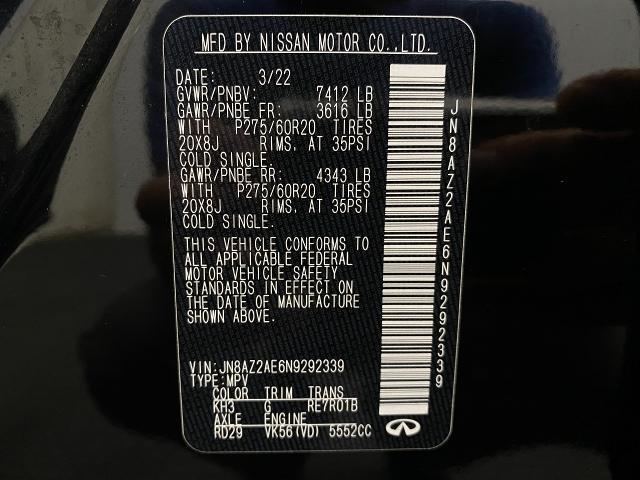 MFD BY NISSAN MOTOR CO.,LTD.
DATE: 3/22
GVWR/PNBV: 7412 LB
GAWR/PNBE FR: 3616 LB
WITH P275/60R20 TIRES
20X8J RIMS, AT 35PSI
COLD SINGLE.
GAWR/PNBE RR: 4343 LB
WITH P275/60R20 TIRES
20X8J RIMS, AT 35PSI
COLD SINGLE.
THIS VEHICLE CONFORMS TO
ALL APPLICABLE FEDERAL
MOTOR VEHICLE SAFETY
STANDARDS IN EFFECT ON
THE DATE OF MANUFACTURE
SHOWN ABOVE.
VIN:JN8AZ2AE6N9292339
TYPE:MPV
COLOR TRIM TRANS
KH3 G RE7R01B
AXLE ENGINE
RD29 VK56(VD) 5552CC
JN8AZ2AE6N9292339